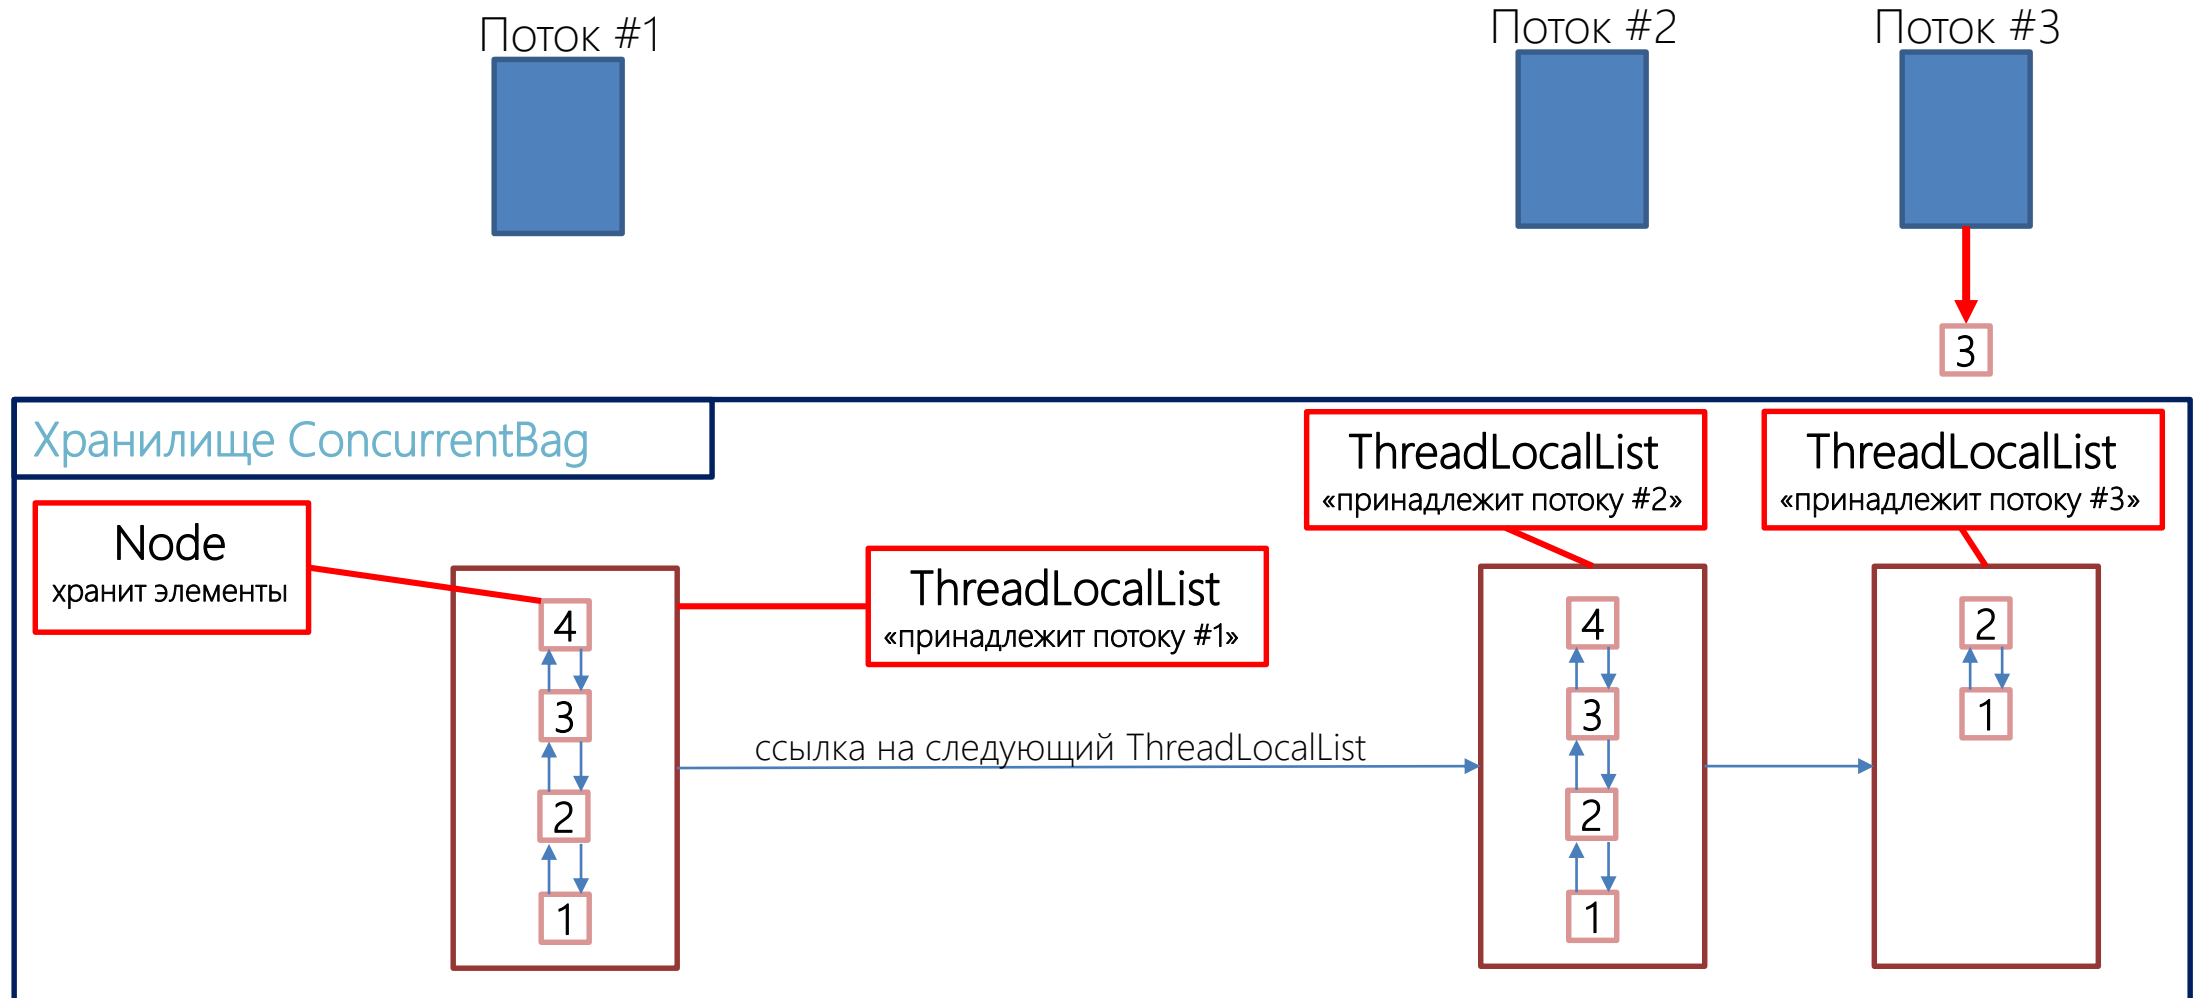 Поток #1
Поток #2
Поток #3
3
Хранилище ConcurrentBag
ThreadLocalList
«принадлежит потоку #2»
ThreadLocalList
«принадлежит потоку #3»
Node
хранит элементы
ThreadLocalList
«принадлежит потоку #1»
4
3
2
1
ссылка на следующий ThreadLocalList
4
3
2
1
2
1